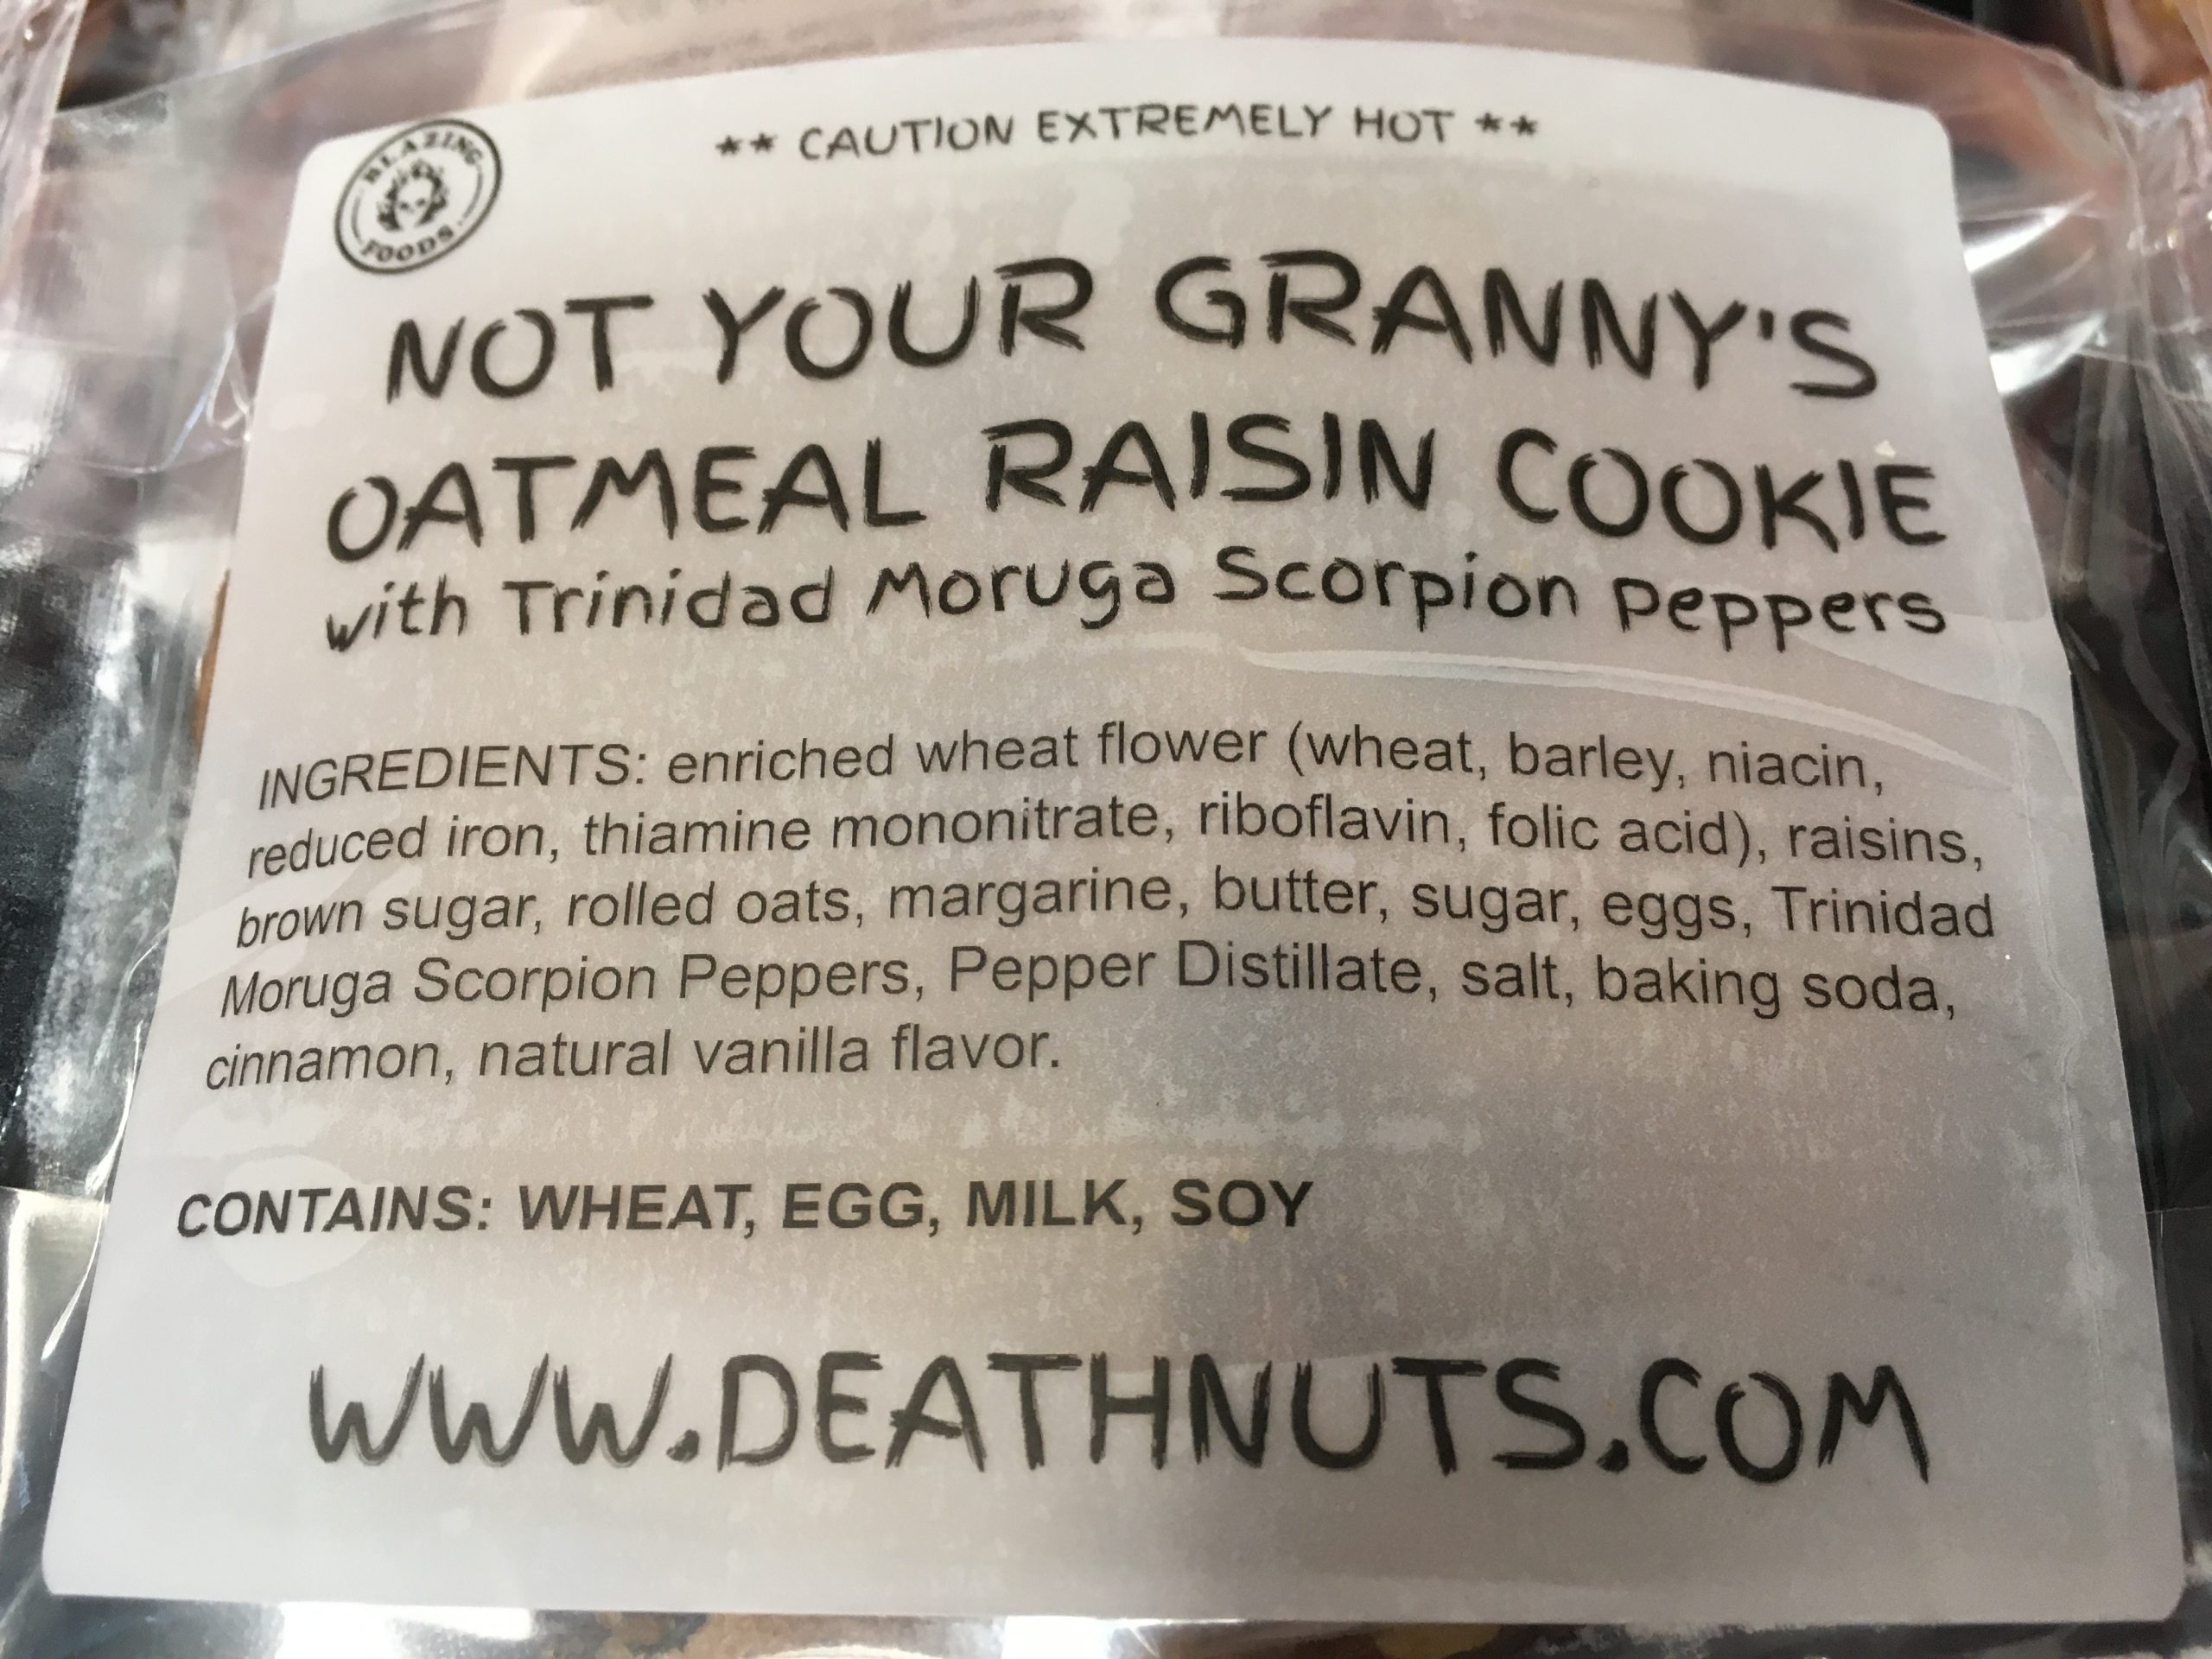 ** CAUTION EXTREMELY HOT **
BLAZING FOODS
NOT YOUR GRANNY'S
OATMEAL RAISIN COOKIE
with Trinidad Moruga Scorpion Peppers
INGREDIENTS: enriched wheat flower (wheat, barley, niacin,
reduced iron, thiamine mononitrate, riboflavin, folic acid), raisins,
brown sugar, rolled oats, margarine, butter, sugar, eggs, Trinidad
Moruga Scorpion Peppers, Pepper Distillate, salt, baking soda,
cinnamon, natural vanilla flavor.
CONTAINS: WHEAT, EGG, MILK, SOY
WWW.DEATHNUTS.COM